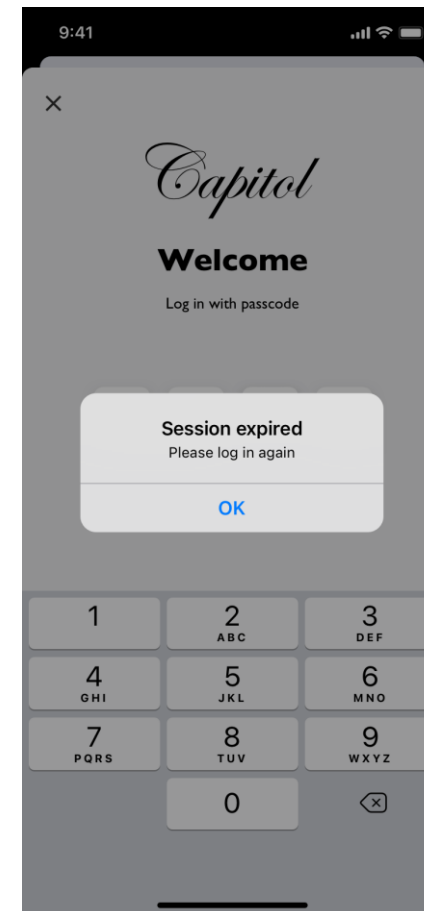 9:41
Capitol
Welcome
Log in with passcode
Session expired
Please log in again
OK
1 2 3
ABC DEF
4 5 6
GHI JKL MNO
7 8 9
PQRS TUV WXYZ
0